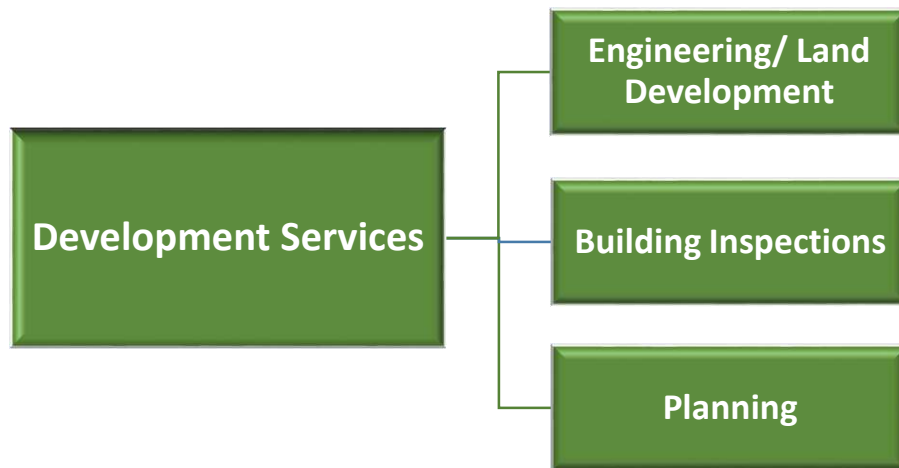 Development Services
Engineering/ Land
Development
Building Inspections
Planning